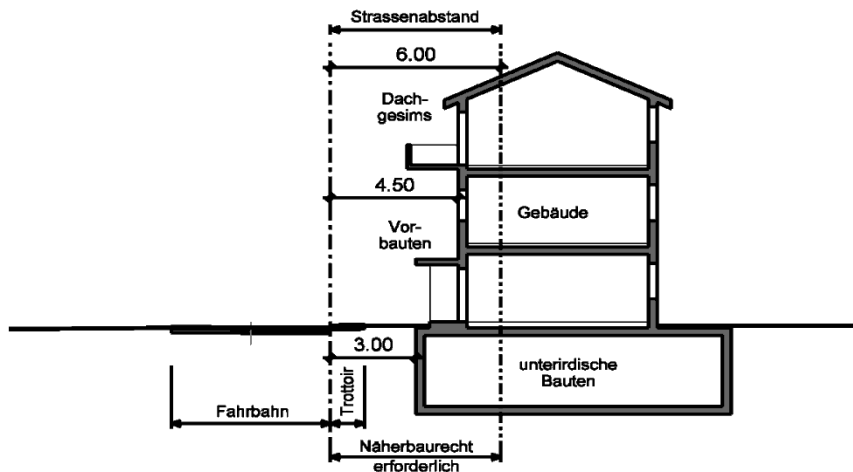 Strassenabstand
6.00
Dach-
gesims
4.50
Gebäude
Vor-
bauten
3.00
unterirdische
Bauten
Trottoir
Fahrbahn
Näherbaurecht
erforderlich